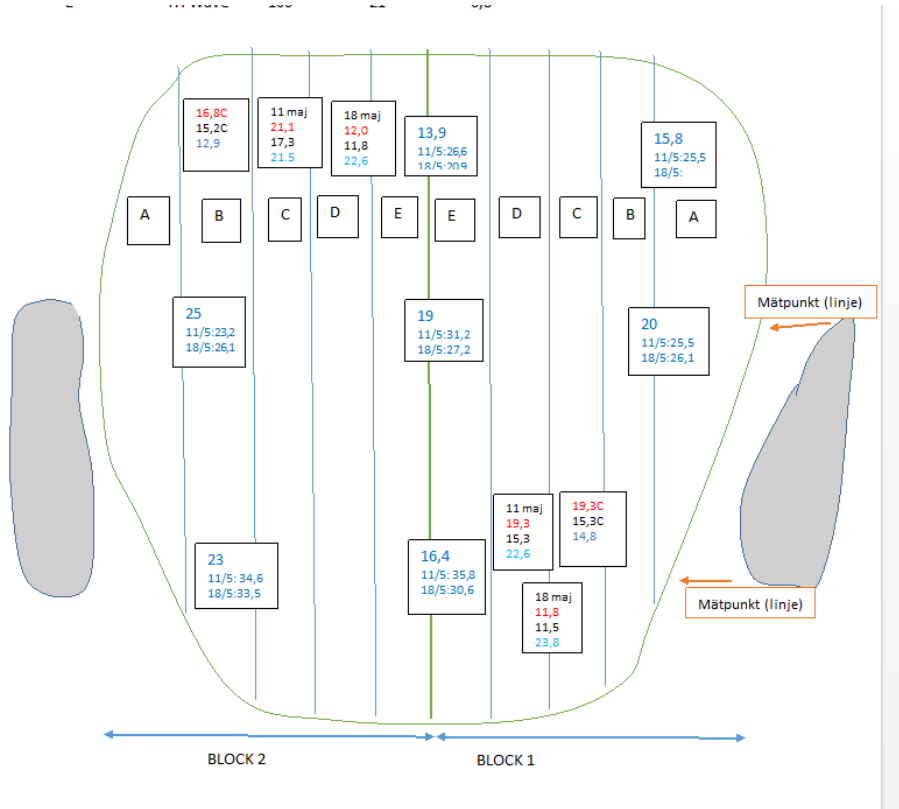 16,8C
15,2C
12,9
11 maj
21,1
17,3
21.5
18 maj
12,0
11,8
22,6
13,9
11/5:26,6
18/5:20,9
15,8
11/5:25,5
18/5:
A
B
C
D
E
E
D
C
B
A
25
11/5:23,2
18/5:26,1
19
11/5:31,2
18/5:27,2
20
11/5:25,5
18/5:26,1
Mätpunkt (linje)
11 maj
19,3
15,3
22,6
19,3C
15,3C
14,8
23
11/5: 34,6
18/5:33,5
16,4
11/5: 35,8
18/5:30,6
18 maj
11,8
11,5
23,8
Mätpunkt (linje)
BLOCK 2
BLOCK 1